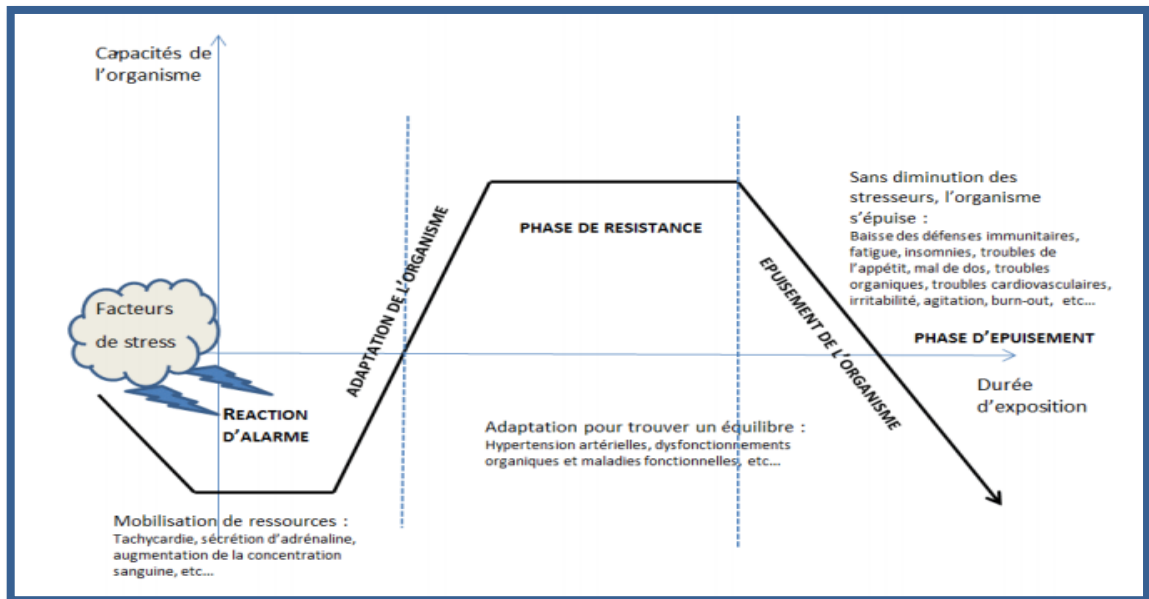 Capacités de
l'organisme
Facteurs
de stress
REACTION
D'ALARME
Mobilisation de ressources :
Tachycardie, sécrétion d'adrénaline,
augmentation de la concentration
sanguine, etc...
ADAPTATION DE L'ORGANISME
PHASE DE RESISTANCE
Adaptation pour trouver un équilibre :
Hypertension artérielles, dysfonctionnements
organiques et maladies fonctionnelles, etc...
EPUISEMENT DE L'ORGANISME
Sans diminution des
stresseurs, l'organisme
s'épuise :
Baisse des défenses immunitaires,
fatigue, insomnies, troubles de
l'appétit, mal de dos, troubles
organiques, troubles cardiovasculaires,
irritabilité, agitation, burn-out, etc...
PHASE D'EPUISEMENT
Durée
d'exposition